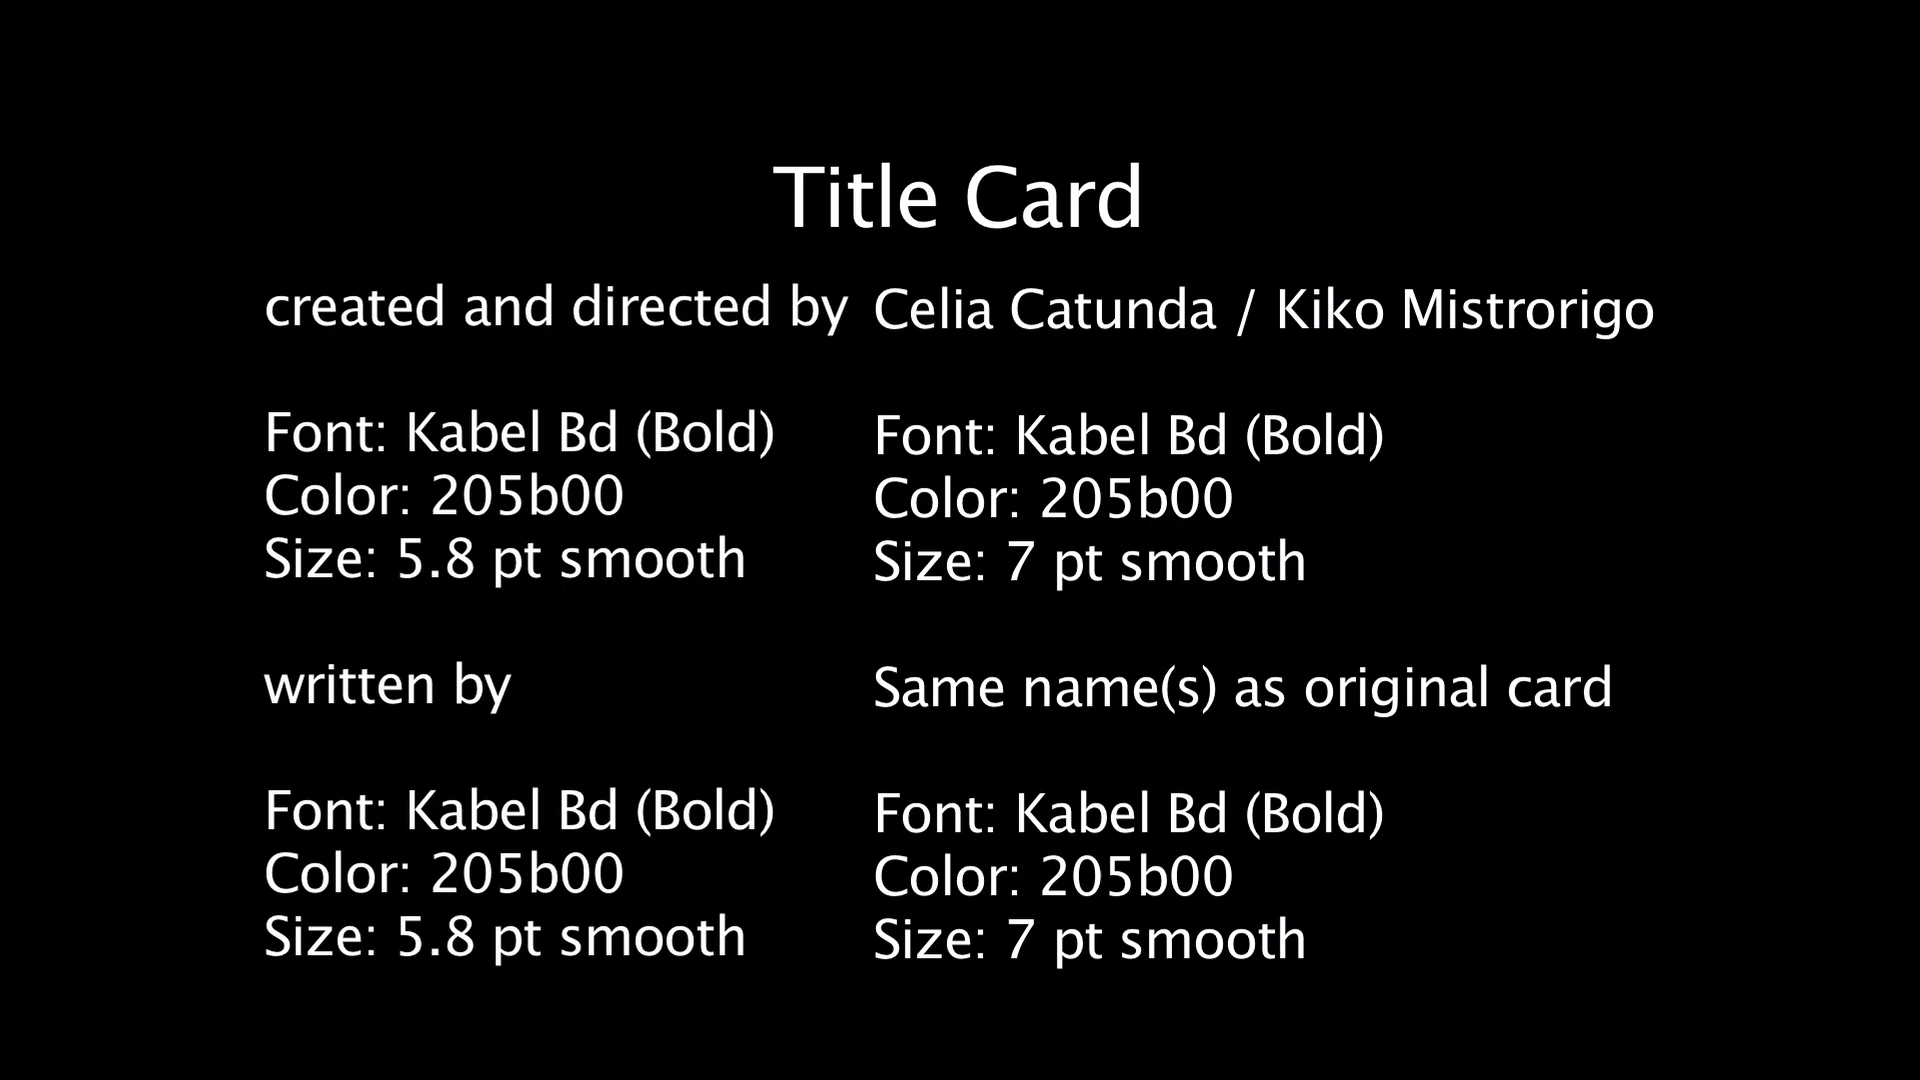 Title Card
created and directed by Celia Catunda / Kiko Mistrorigo
Font: Kabel Bd (Bold)
Color: 205b00
Size: 5.8 pt smooth
Font: Kabel Bd (Bold)
Color: 205b00
Size: 7 pt smooth
written by
Same name(s) as original card
Font: Kabel Bd (Bold)
Color: 205b00
Size: 5.8 pt smooth
Font: Kabel Bd (Bold)
Color: 205b00
Size: 7 pt smooth